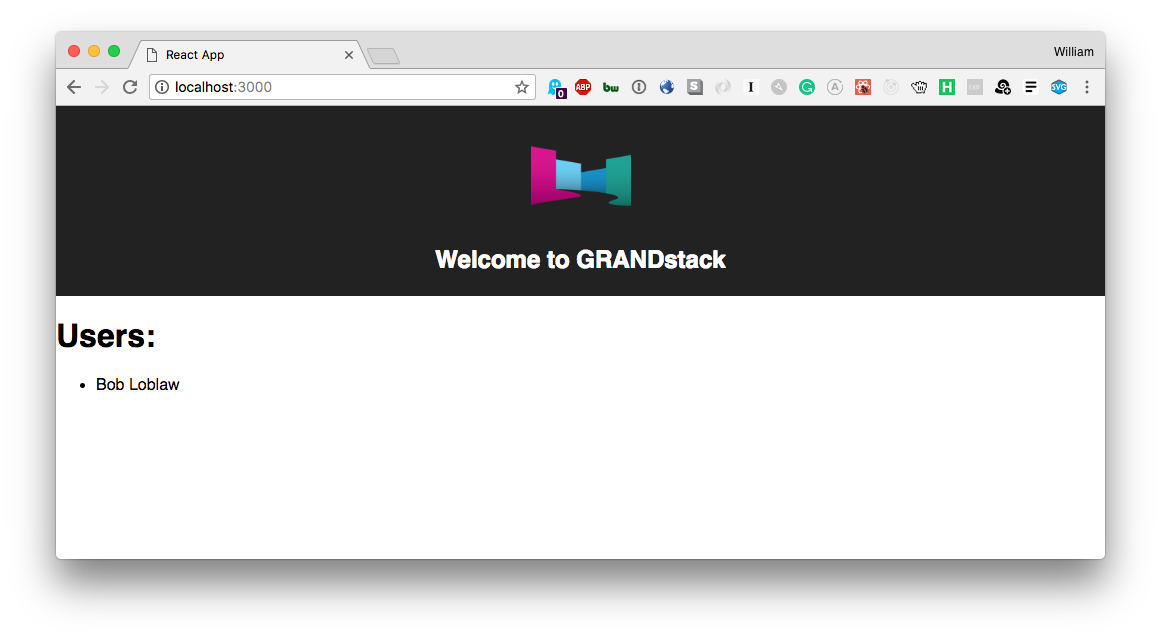 React App
William
localhost:3000
0
ABP
bw
S
I
G
A
H
SVG
Welcome to GRANDstack
Users:
Bob Loblaw